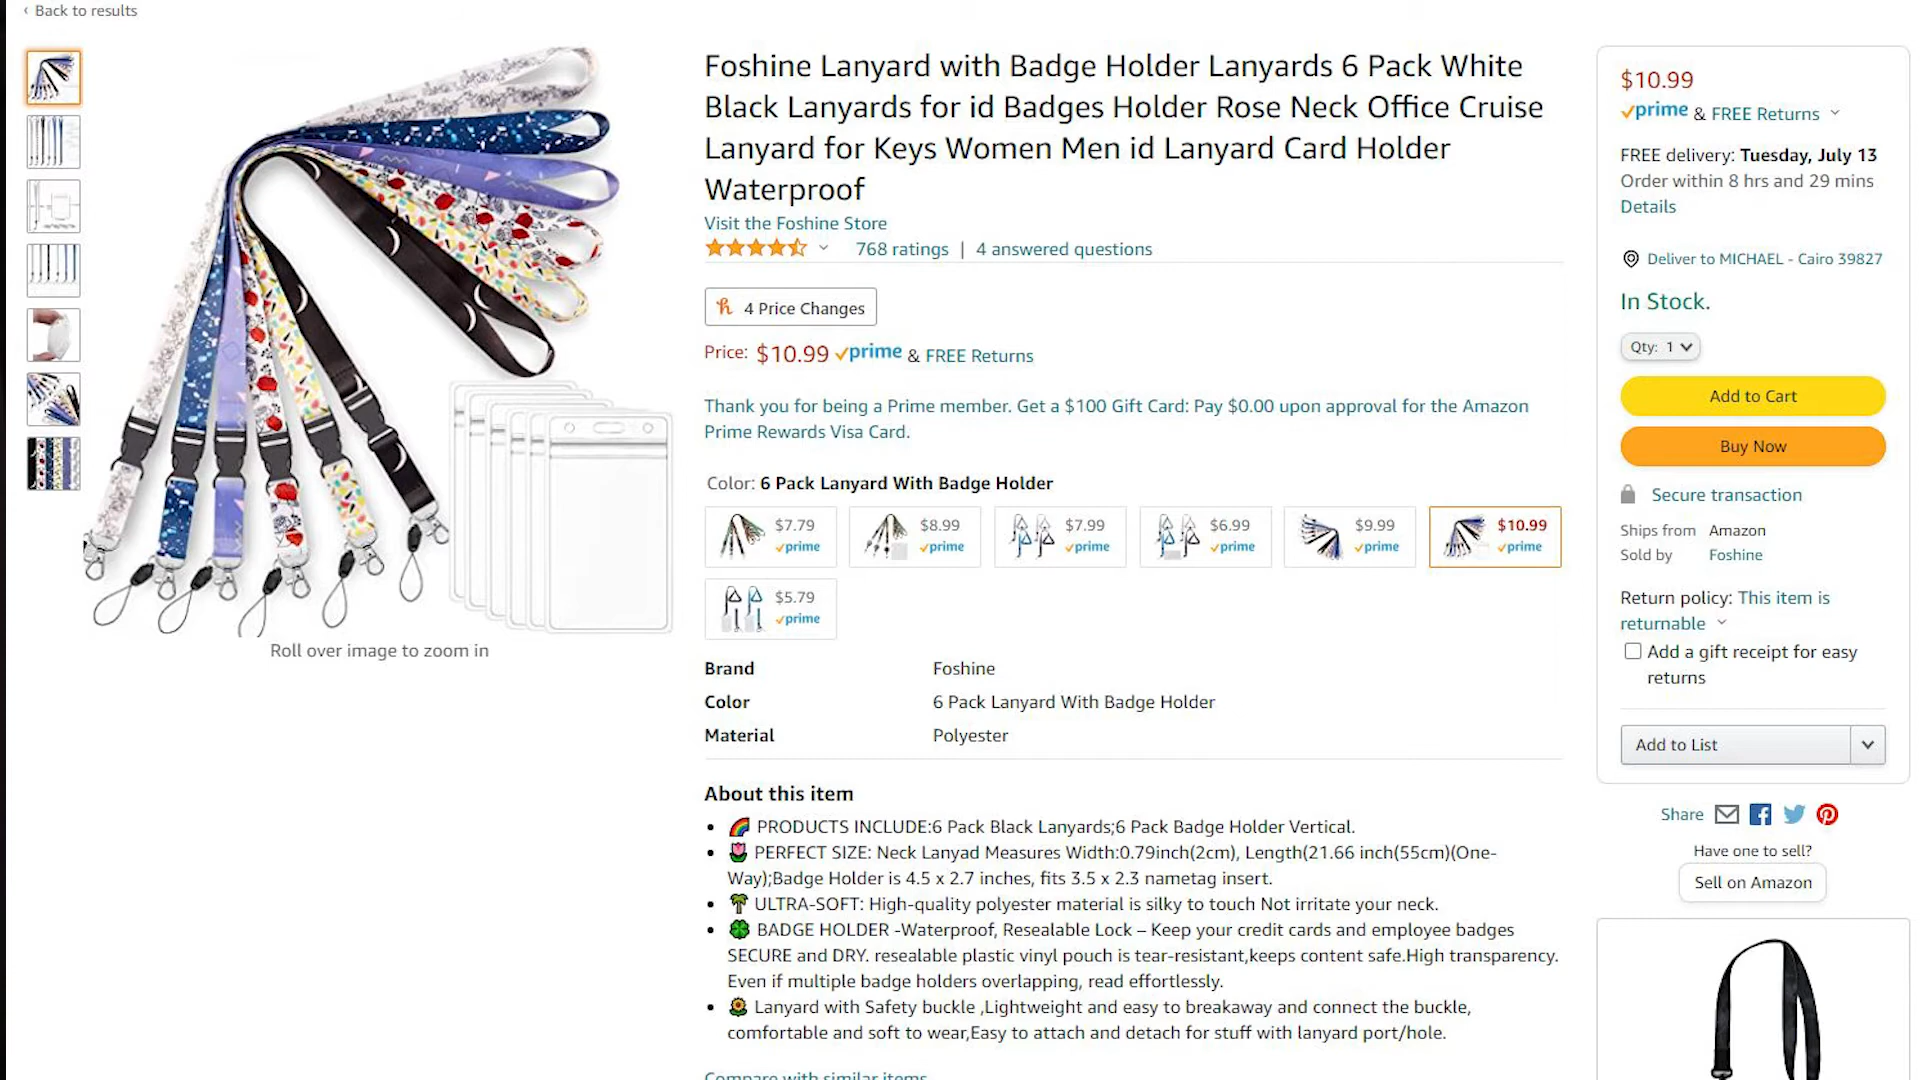 ‹ Back to results
Foshine Lanyard with Badge Holder Lanyards 6 Pack White
Black Lanyards for id Badges Holder Rose Neck Office Cruise
Lanyard for Keys Women Men id Lanyard Card Holder
Waterproof
Visit the Foshine Store
768 ratings | 4 answered questions
4 Price Changes
Price: $10.99 prime & FREE Returns
Thank you for being a Prime member. Get a $100 Gift Card: Pay $0.00 upon approval for the Amazon
Prime Rewards Visa Card.
Color: 6 Pack Lanyard With Badge Holder
$7.79 prime
$8.99 prime
$7.99 prime
$6.99 prime
$9.99 prime
$10.99 prime
$5.79 prime
Roll over image to zoom in
Brand Foshine
Color 6 Pack Lanyard With Badge Holder
Material Polyester
About this item
• 🌈 PRODUCTS INCLUDE:6 Pack Black Lanyards;6 Pack Badge Holder Vertical.
• 🌷 PERFECT SIZE: Neck Lanyad Measures Width:0.79inch(2cm), Length(21.66 inch(55cm)(One-
Way);Badge Holder is 4.5 x 2.7 inches, fits 3.5 x 2.3 nametag insert.
• 🌴 ULTRA-SOFT: High-quality polyester material is silky to touch Not irritate your neck.
• 🍀 BADGE HOLDER -Waterproof, Resealable Lock – Keep your credit cards and employee badges
SECURE and DRY. resealable plastic vinyl pouch is tear-resistant,keeps content safe.High transparency.
Even if multiple badge holders overlapping, read effortlessly.
• 🌻 Lanyard with Safety buckle ,Lightweight and easy to breakaway and connect the buckle,
comfortable and soft to wear,Easy to attach and detach for stuff with lanyard port/hole.
Compare with similar items
$10.99
prime & FREE Returns
FREE delivery: Tuesday, July 13
Order within 8 hrs and 29 mins
Details
Deliver to MICHAEL - Cairo 39827
In Stock.
Qty: 1
Add to Cart
Buy Now
Secure transaction
Ships from Amazon
Sold by Foshine
Return policy: This item is
returnable
Add a gift receipt for easy
returns
Add to List
Share
Have one to sell?
Sell on Amazon